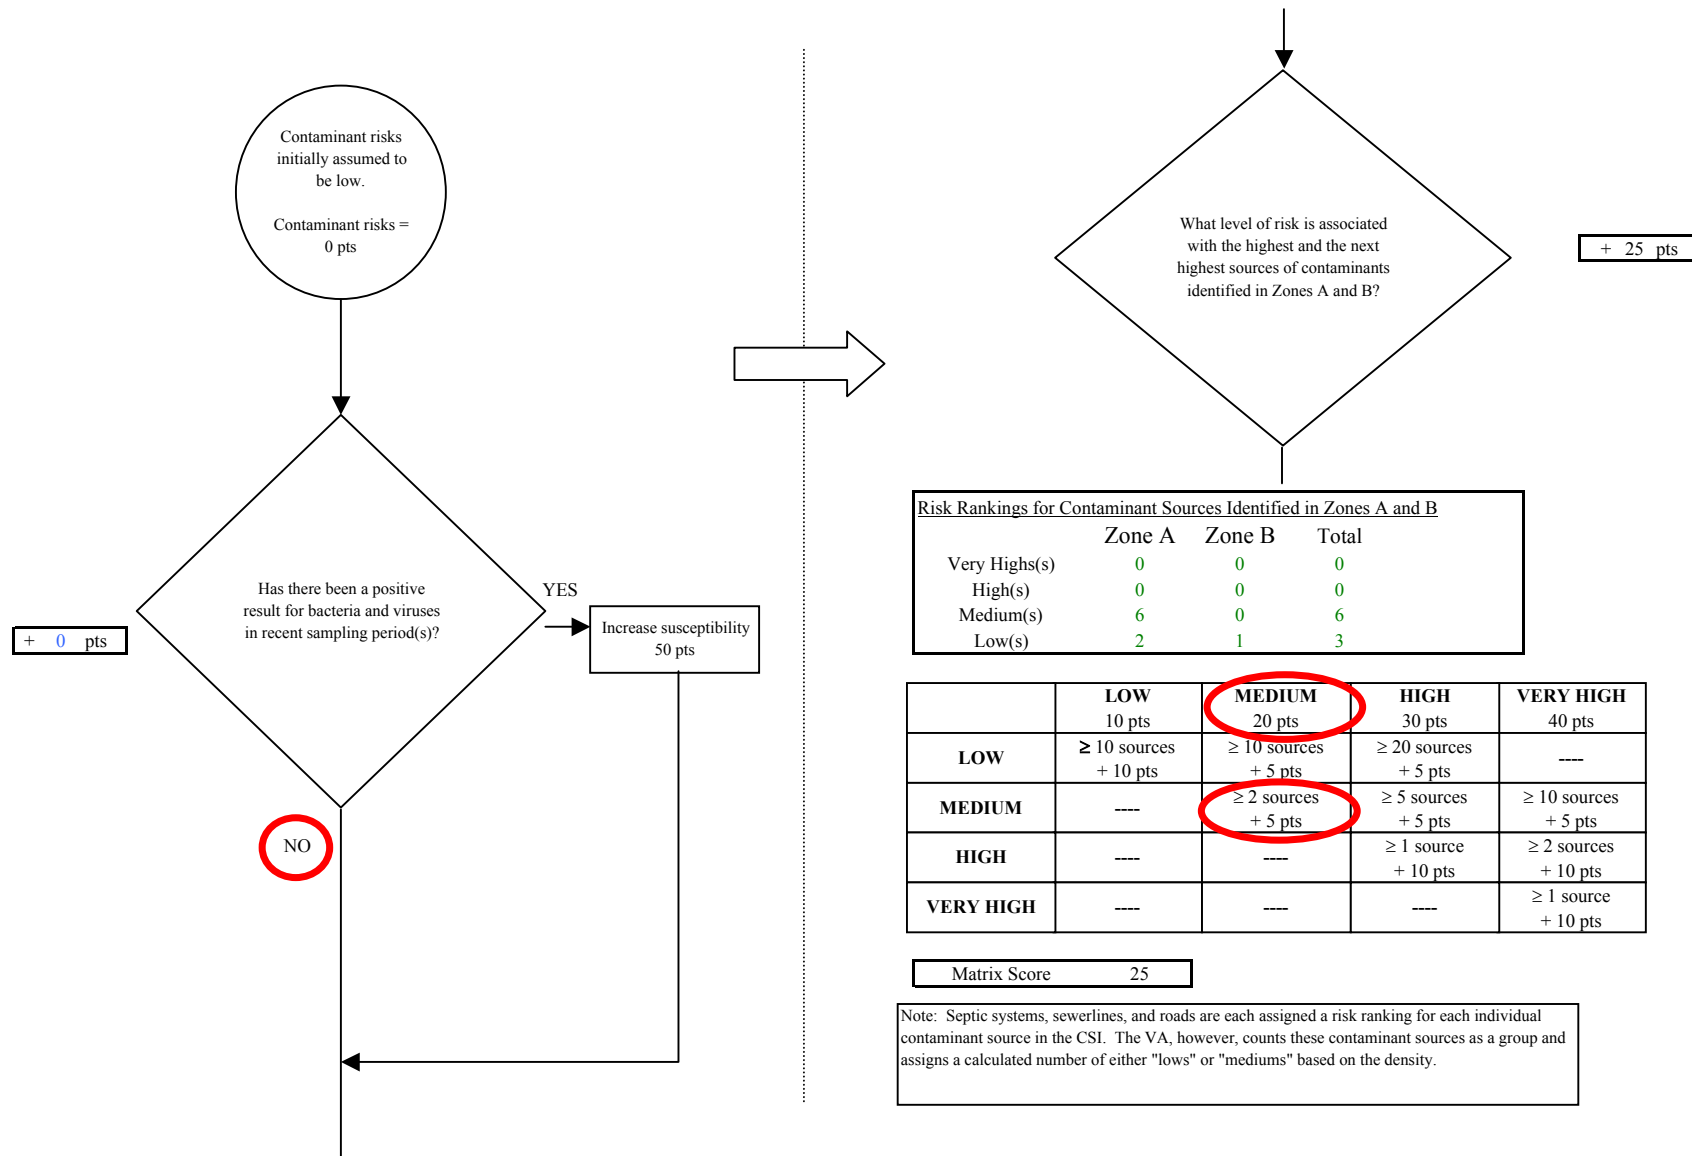 Contaminant risks
initially assumed to
be low.
Contaminant risks =
0 pts
Has there been a positive
result for bacteria and viruses
in recent sampling period(s)?
+ 0 pts
YES
Increase susceptibility
50 pts
NO
What level of risk is associated
with the highest and the next
highest sources of contaminants
identified in Zones A and B?
+ 25 pts
Risk Rankings for Contaminant Sources Identified in Zones A and B
Zone A Zone B Total
Very Highs(s) 0 0 0
High(s) 0 0 0
Medium(s) 6 0 6
Low(s) 2 1 3
LOW MEDIUM HIGH VERY HIGH
10 pts 20 pts 30 pts 40 pts
LOW ≥ 10 sources ≥ 10 sources ≥ 20 sources ----
+ 10 pts + 5 pts + 5 pts
MEDIUM ---- ≥ 2 sources ≥ 5 sources ≥ 10 sources
+ 5 pts + 5 pts + 5 pts
HIGH ---- ---- ≥ 1 source ≥ 2 sources
+ 10 pts + 10 pts
VERY HIGH ---- ---- ---- ≥ 1 source
+ 10 pts
Matrix Score 25
Note: Septic systems, sewerlines, and roads are each assigned a risk ranking for each individual
contaminant source in the CSI. The VA, however, counts these contaminant sources as a group and
assigns a calculated number of either "lows" or "mediums" based on the density.